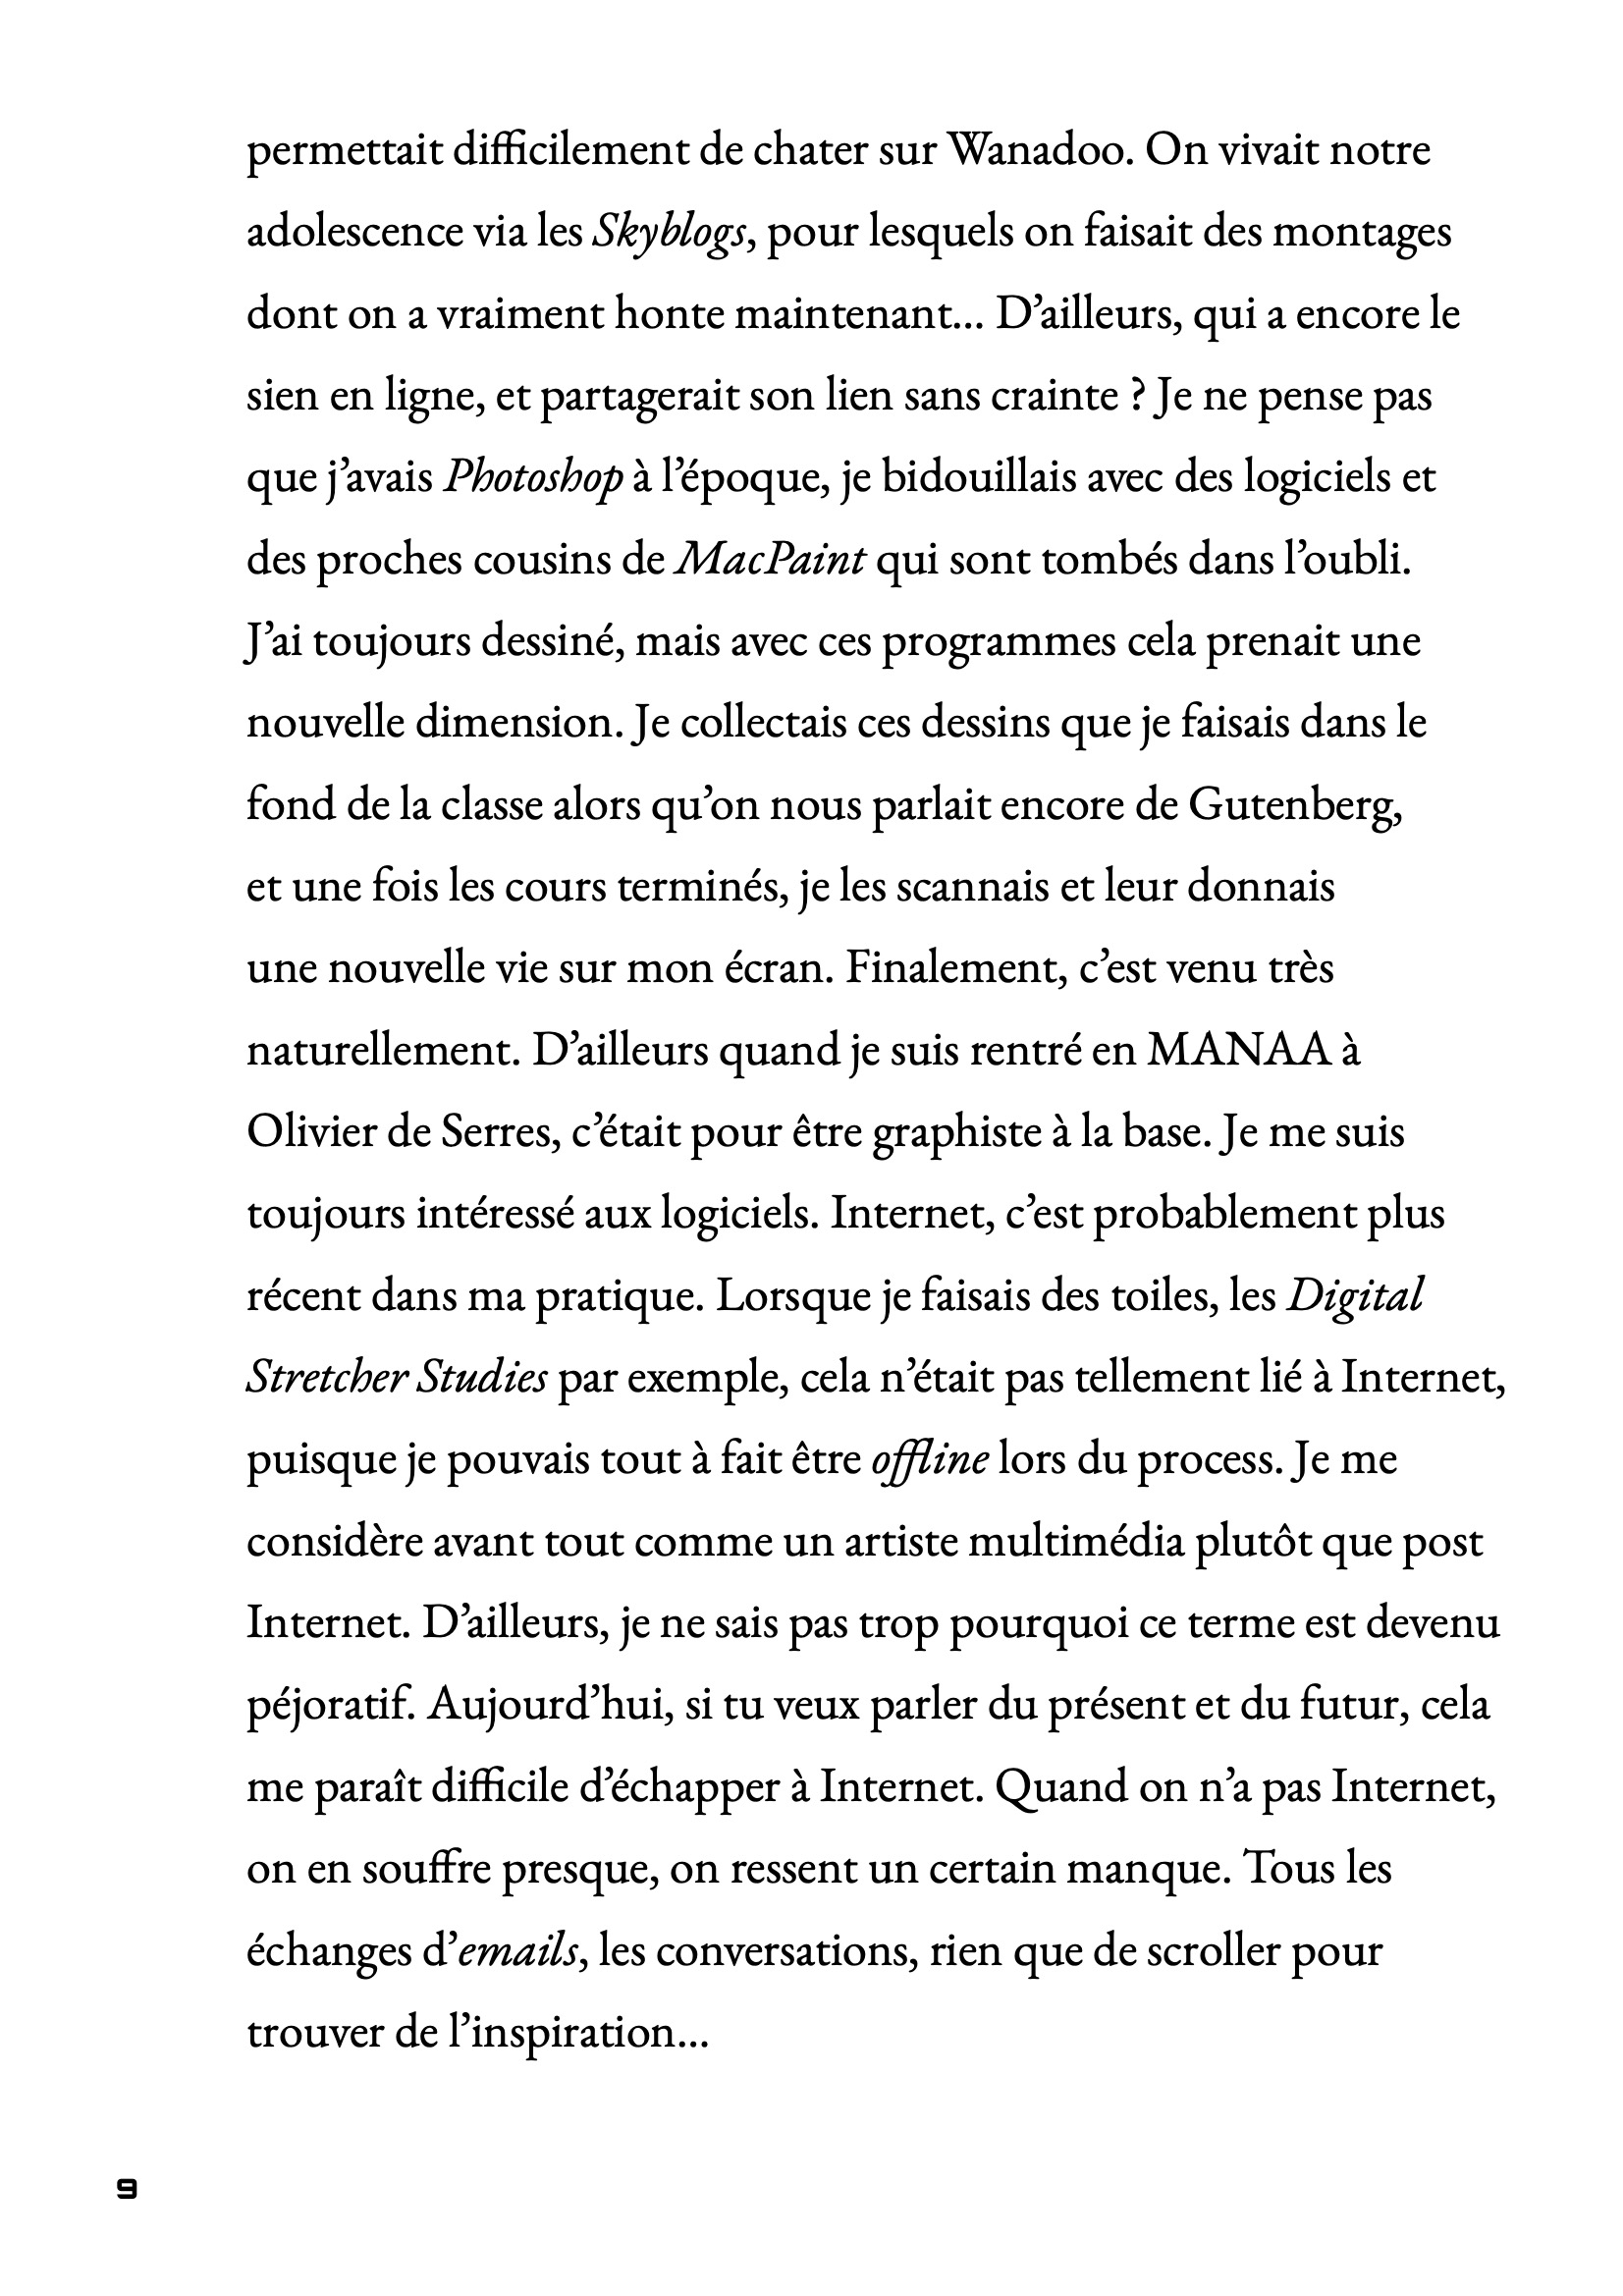 permettait difficilement de chater sur Wanadoo. On vivait notre
adolescence via les Skyblogs, pour lesquels on faisait des montages
dont on a vraiment honte maintenant… D’ailleurs, qui a encore le
sien en ligne, et partagerait son lien sans crainte ? Je ne pense pas
que j’avais Photoshop à l’époque, je bidouillais avec des logiciels et
des proches cousins de MacPaint qui sont tombés dans l’oubli.
J’ai toujours dessiné, mais avec ces programmes cela prenait une
nouvelle dimension. Je collectais ces dessins que je faisais dans le
fond de la classe alors qu’on nous parlait encore de Gutenberg,
et une fois les cours terminés, je les scannais et leur donnais
une nouvelle vie sur mon écran. Finalement, c’est venu très
naturellement. D’ailleurs quand je suis rentré en MANAA à
Olivier de Serres, c’était pour être graphiste à la base. Je me suis
toujours intéressé aux logiciels. Internet, c’est probablement plus
récent dans ma pratique. Lorsque je faisais des toiles, les Digital
Stretcher Studies par exemple, cela n’était pas tellement lié à Internet,
puisque je pouvais tout à fait être offline lors du process. Je me
considère avant tout comme un artiste multimédia plutôt que post
Internet. D’ailleurs, je ne sais pas trop pourquoi ce terme est devenu
péjoratif. Aujourd’hui, si tu veux parler du présent et du futur, cela
me paraît difficile d’échapper à Internet. Quand on n’a pas Internet,
on en souffre presque, on ressent un certain manque. Tous les
échanges d’emails, les conversations, rien que de scroller pour
trouver de l’inspiration…
9